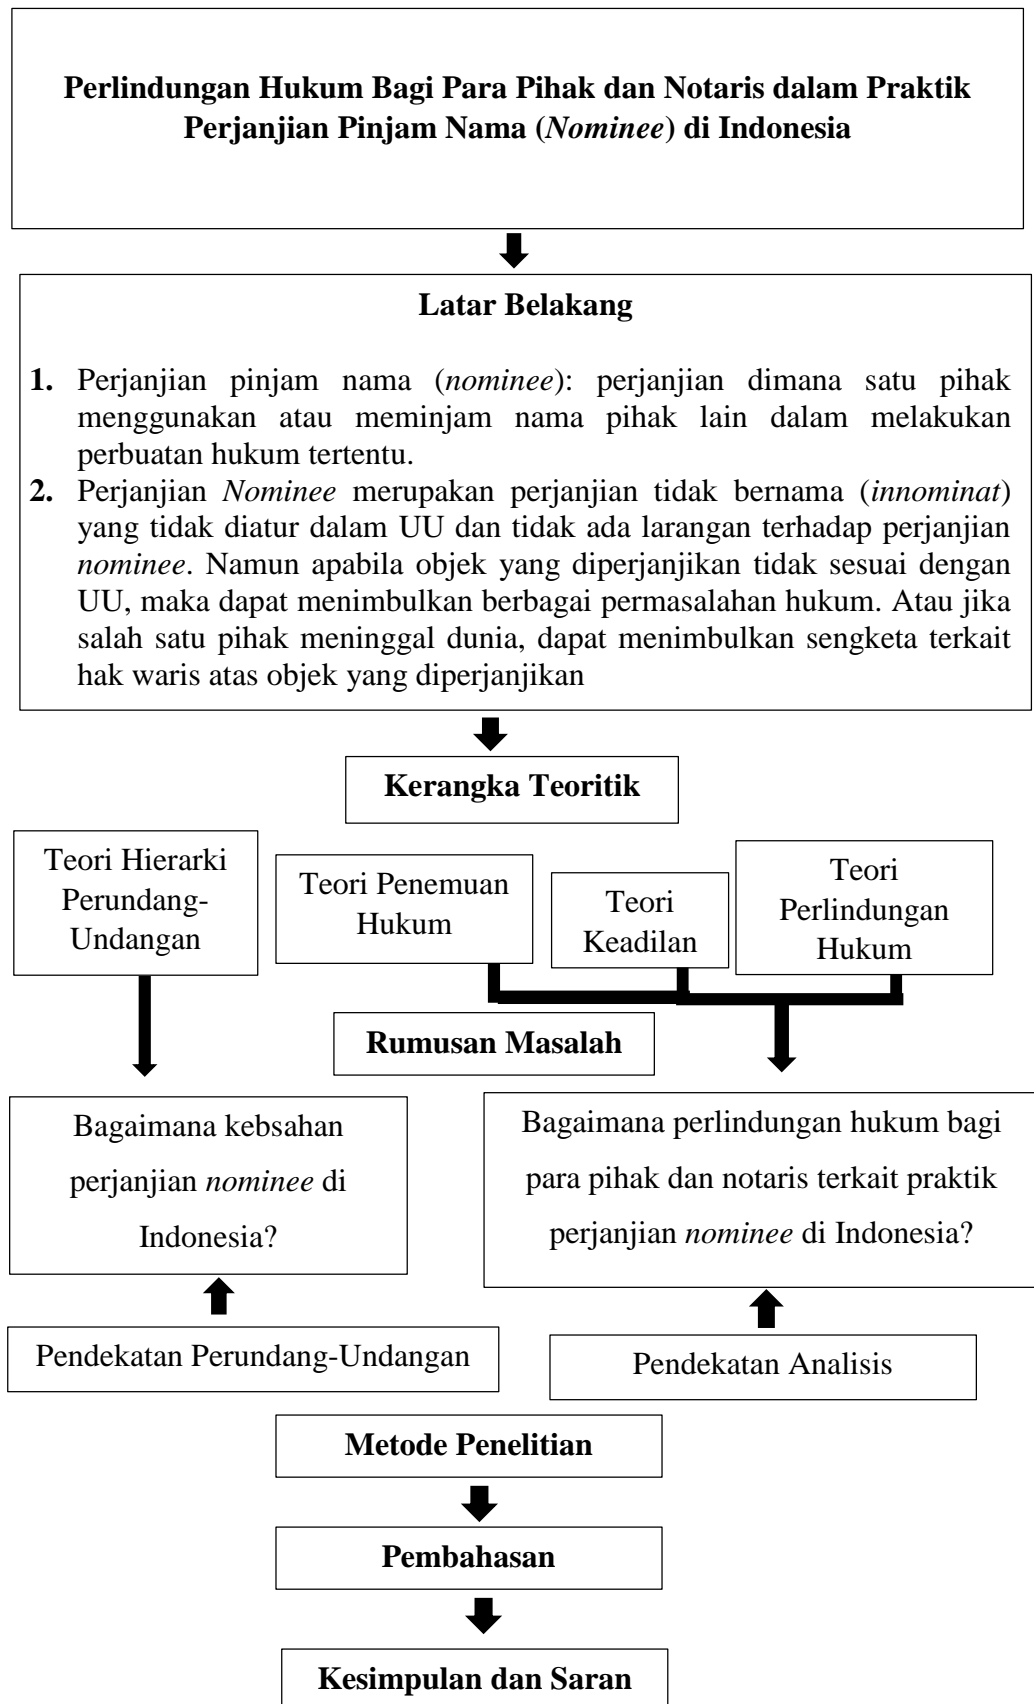 Perlindungan Hukum Bagi Para Pihak dan Notaris dalam Praktik
Perjanjian Pinjam Nama (Nominee) di Indonesia
Latar Belakang
1. Perjanjian pinjam nama (nominee): perjanjian dimana satu pihak
menggunakan atau meminjam nama pihak lain dalam melakukan
perbuatan hukum tertentu.
2. Perjanjian Nominee merupakan perjanjian tidak bernama (innominat)
yang tidak diatur dalam UU dan tidak ada larangan terhadap perjanjian
nominee. Namun apabila objek yang diperjanjikan tidak sesuai dengan
UU, maka dapat menimbulkan berbagai permasalahan hukum. Atau jika
salah satu pihak meninggal dunia, dapat menimbulkan sengketa terkait
hak waris atas objek yang diperjanjikan
Kerangka Teoritik
Teori Hierarki
Perundang-
Undangan
Teori Penemuan
Hukum
Teori
Keadilan
Teori
Perlindungan
Hukum
Rumusan Masalah
Bagaimana kebsahan
perjanjian nominee di
Indonesia?
Bagaimana perlindungan hukum bagi
para pihak dan notaris terkait praktik
perjanjian nominee di Indonesia?
Pendekatan Perundang-Undangan
Pendekatan Analisis
Metode Penelitian
Pembahasan
Kesimpulan dan Saran